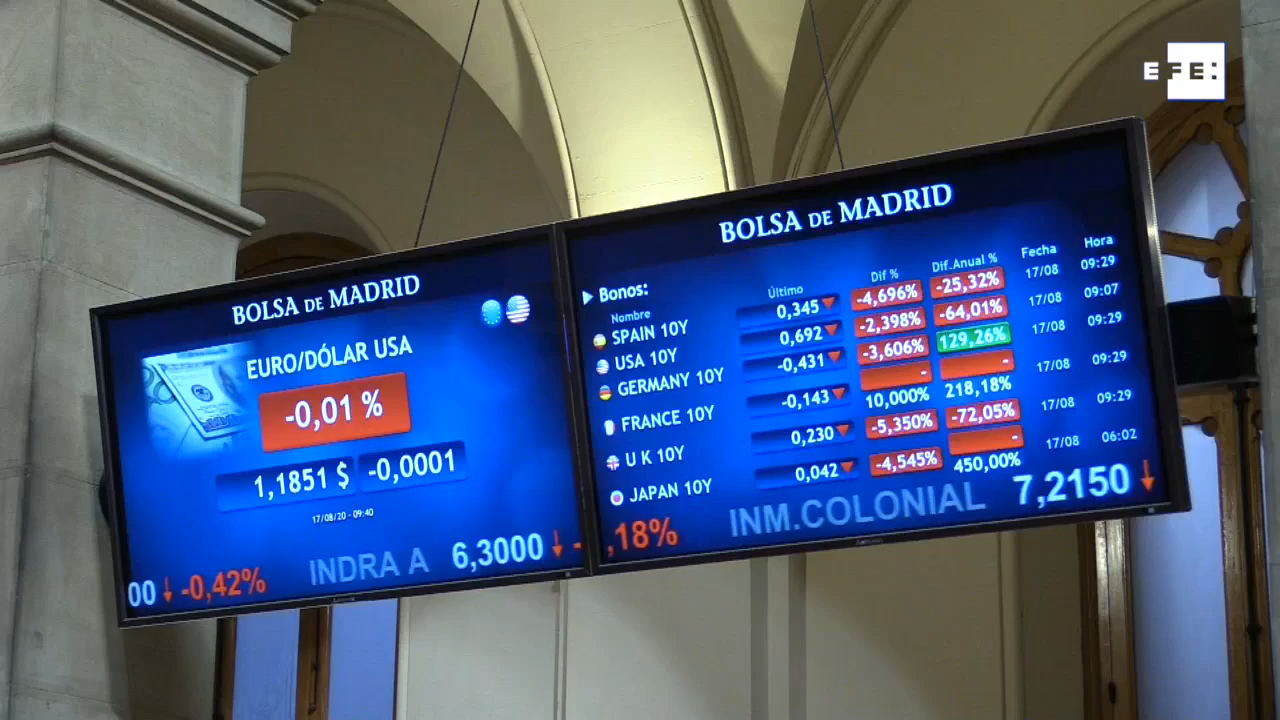 EFE:
BOLSA DE MADRID
EURO/DÓLAR USA
-0,01 %
1,1851 $ -0,0001
17/08/20 - 09:40
00 -0,42% INDRA A 6,3000 -
BOLSA DE MADRID
Bonos:
Nombre Último Dif % Dif.Anual % Fecha Hora
SPAIN 10Y 0,345 -4,696% -25,32% 17/08 09:29
USA 10Y 0,692 -2,398% -64,01% 17/08 09:07
GERMANY 10Y -0,431 -3,606% 129,26% 17/08 09:29
- -
FRANCE 10Y -0,143 10,000% 218,18% 17/08 09:29
U K 10Y 0,230 -5,350% -72,05% 17/08 09:29
-
JAPAN 10Y 0,042 -4,545% 450,00% 17/08 06:02
,18% INM.COLONIAL 7,2150